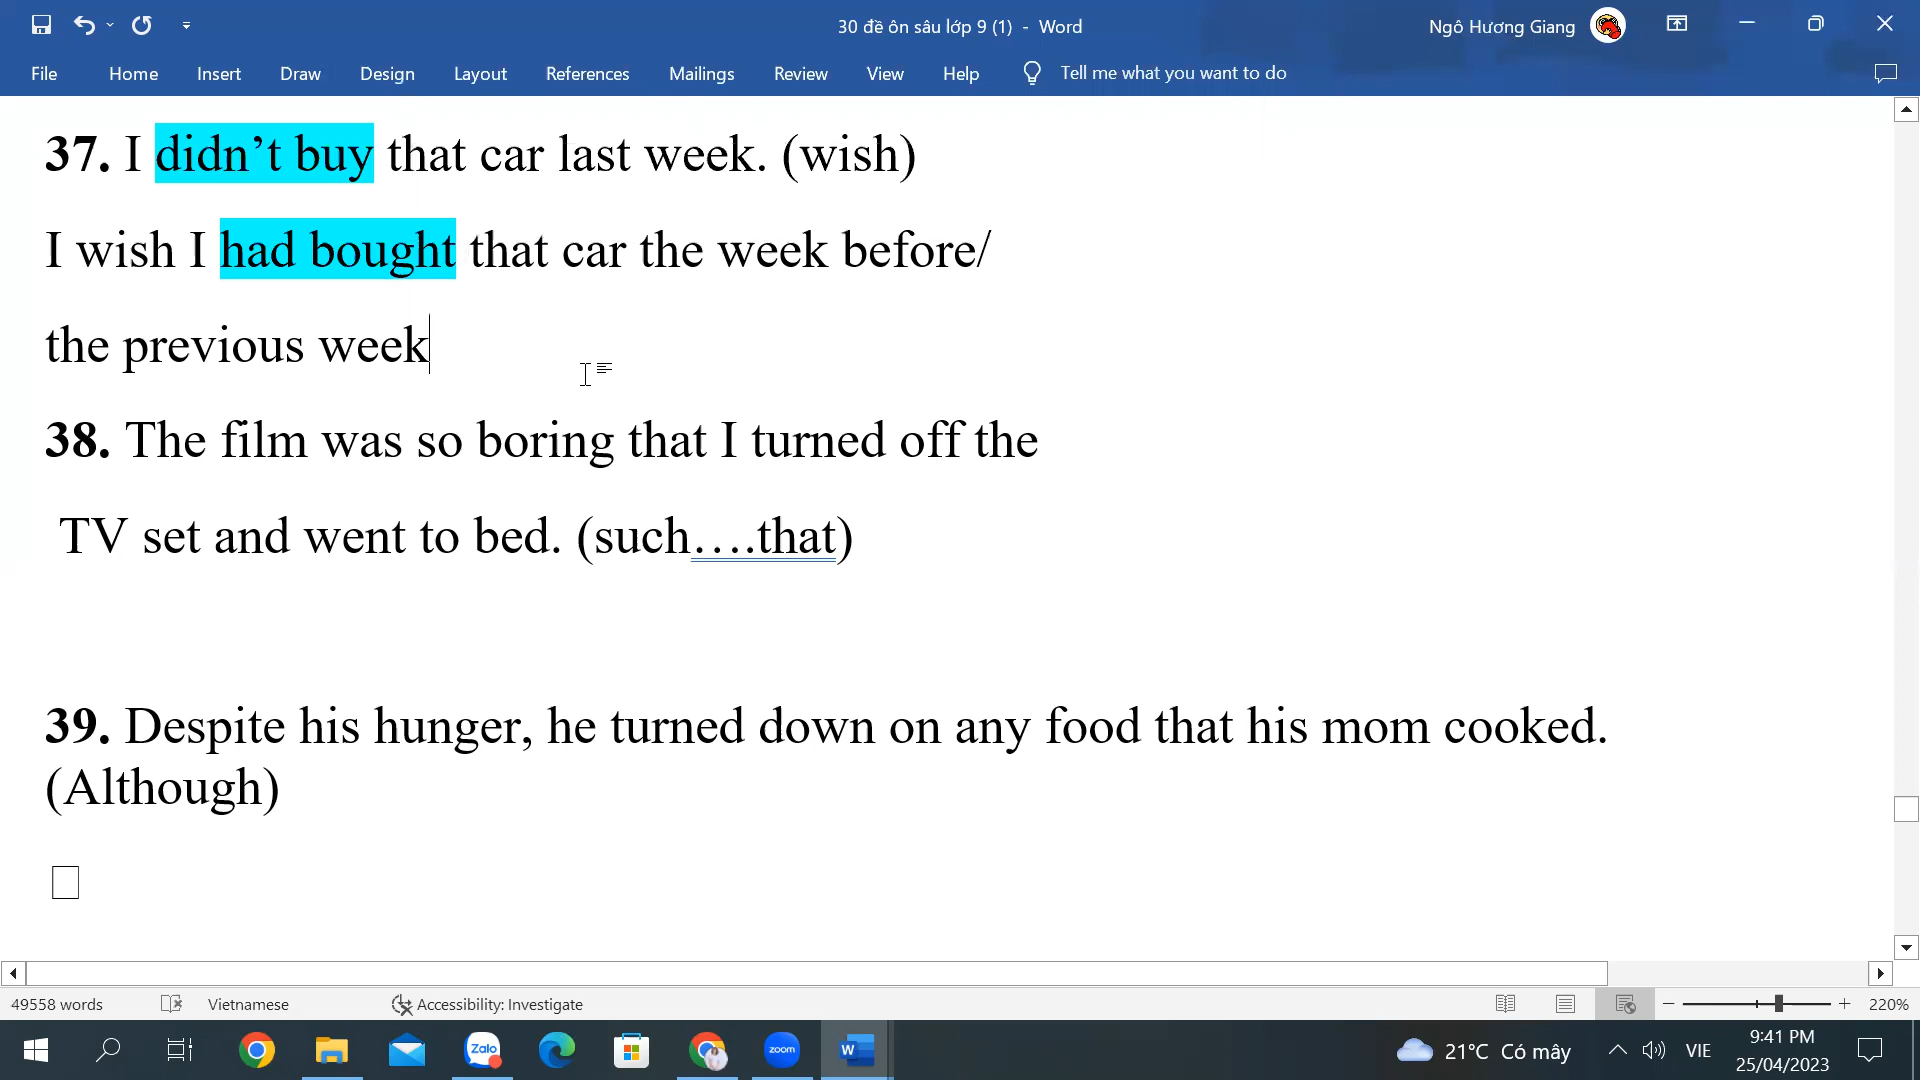 30 đề ôn sâu lớp 9 (1) - Word
Ngô Hương Giang
File Home Insert Draw Design Layout References Mailings Review View Help Tell me what you want to do
37. I didn’t buy that car last week. (wish)
I wish I had bought that car the week before/
the previous week
38. The film was so boring that I turned off the
TV set and went to bed. (such….that)
39. Despite his hunger, he turned down on any food that his mom cooked.
(Although)
49558 words Vietnamese Accessibility: Investigate 220%
Zalo zoom W 21°C Có mây VIE 9:41 PM
25/04/2023